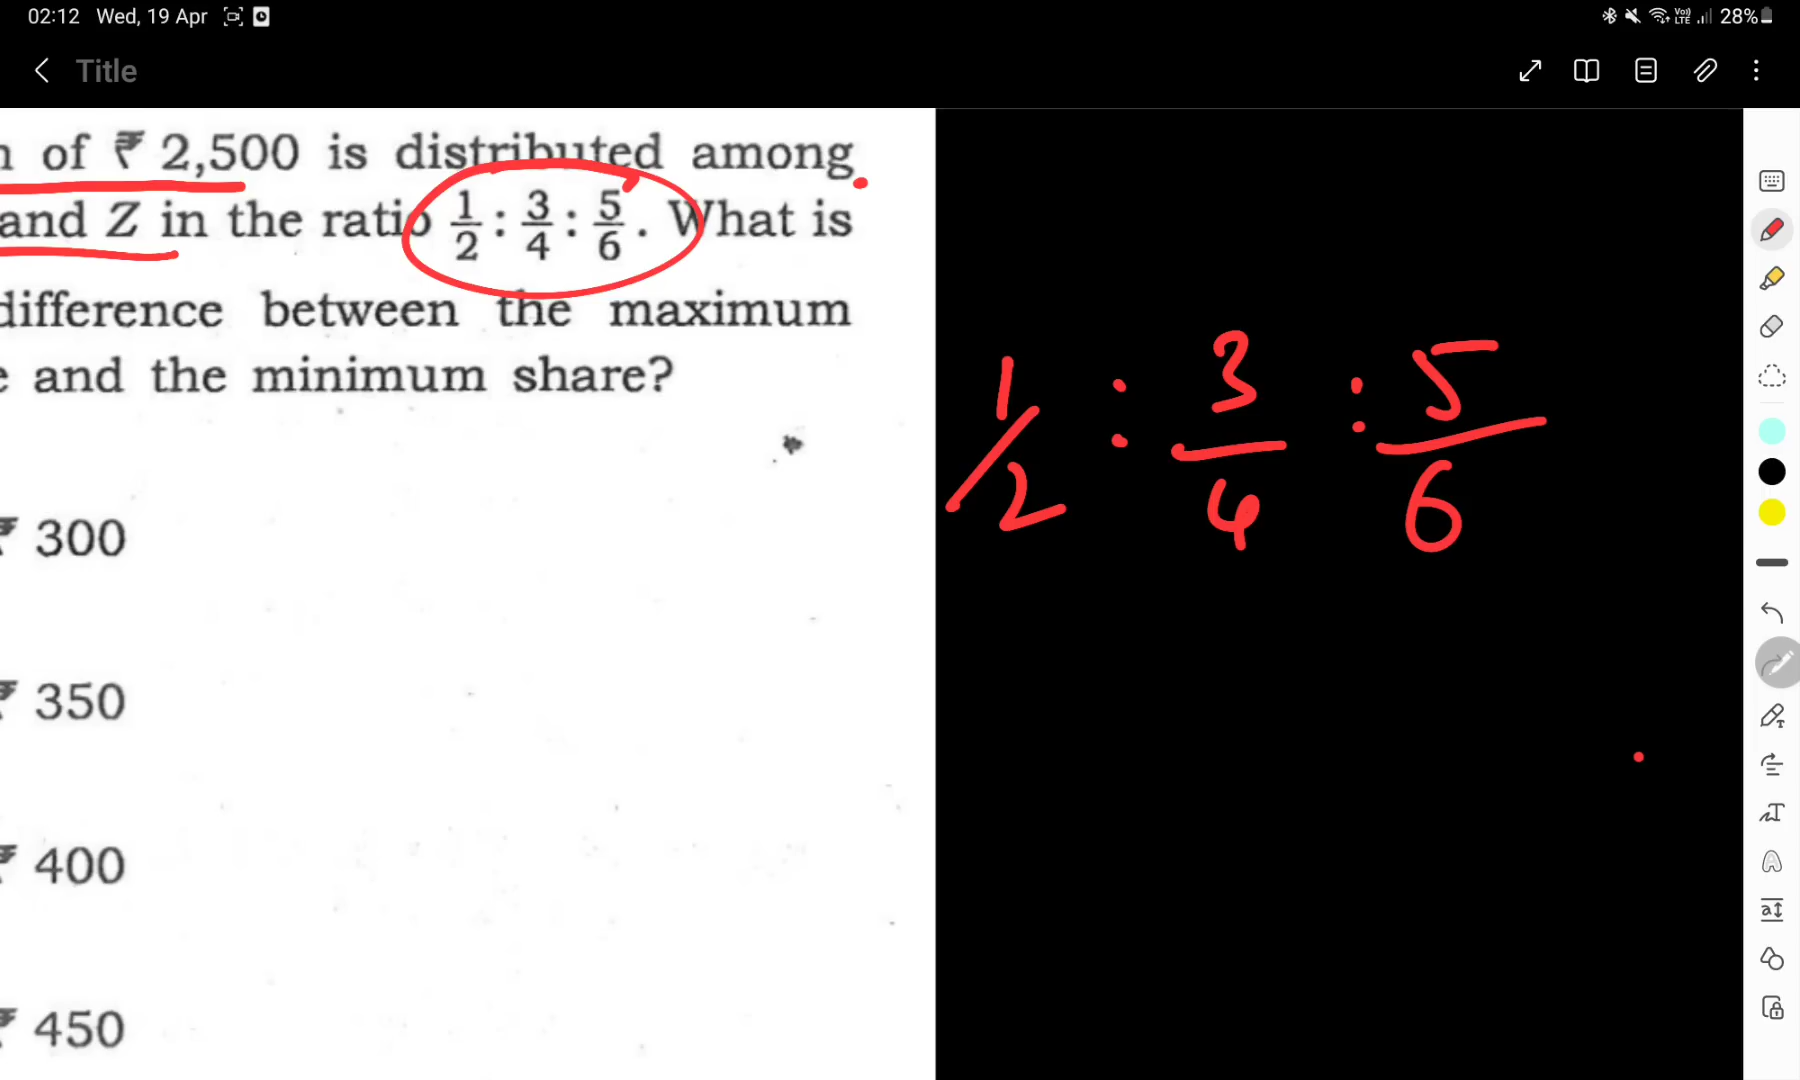 02:12 Wed, 19 Apr
28%
Title
of ₹ 2,500 is distributed among
and Z in the ratio 1/2 : 3/4 : 5/6. What is
difference between the maximum
and the minimum share?
₹ 300
₹ 350
₹ 400
₹ 450
1/2 : 3/4 : 5/6